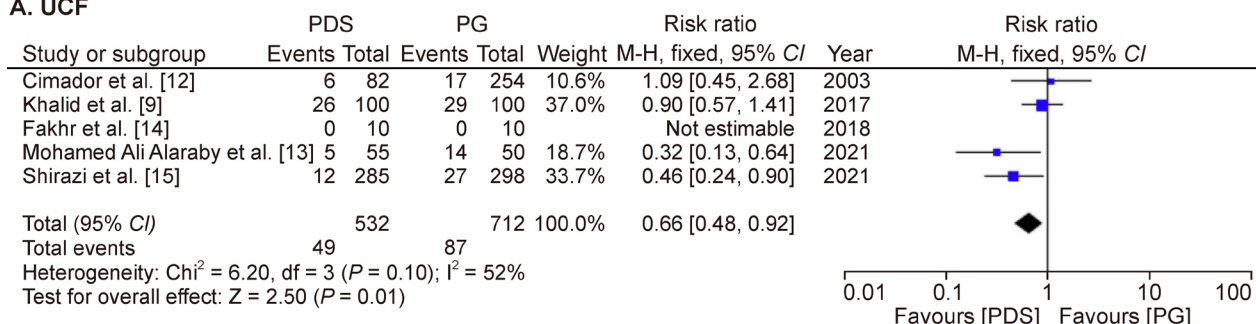 A. UCF
PDS PG Risk ratio Risk ratio
Study or subgroup Events Total Events Total Weight M-H, fixed, 95% CI Year M-H, fixed, 95% CI
Cimador et al. [12] 6 82 17 254 10.6% 1.09 [0.45, 2.68] 2003
Khalid et al. [9] 26 100 29 100 37.0% 0.90 [0.57, 1.41] 2017
Fakhr et al. [14] 0 10 0 10 Not estimable 2018
Mohamed Ali Alaraby et al. [13] 5 55 14 50 18.7% 0.32 [0.13, 0.64] 2021
Shirazi et al. [15] 12 285 27 298 33.7% 0.46 [0.24, 0.90] 2021
Total (95% CI) 532 712 100.0% 0.66 [0.48, 0.92]
Total events 49 87
Heterogeneity: Chi² = 6.20, df = 3 (P = 0.10); I² = 52%
Test for overall effect: Z = 2.50 (P = 0.01)
0.01 0.1 1 10 100
Favours [PDS] Favours [PG]